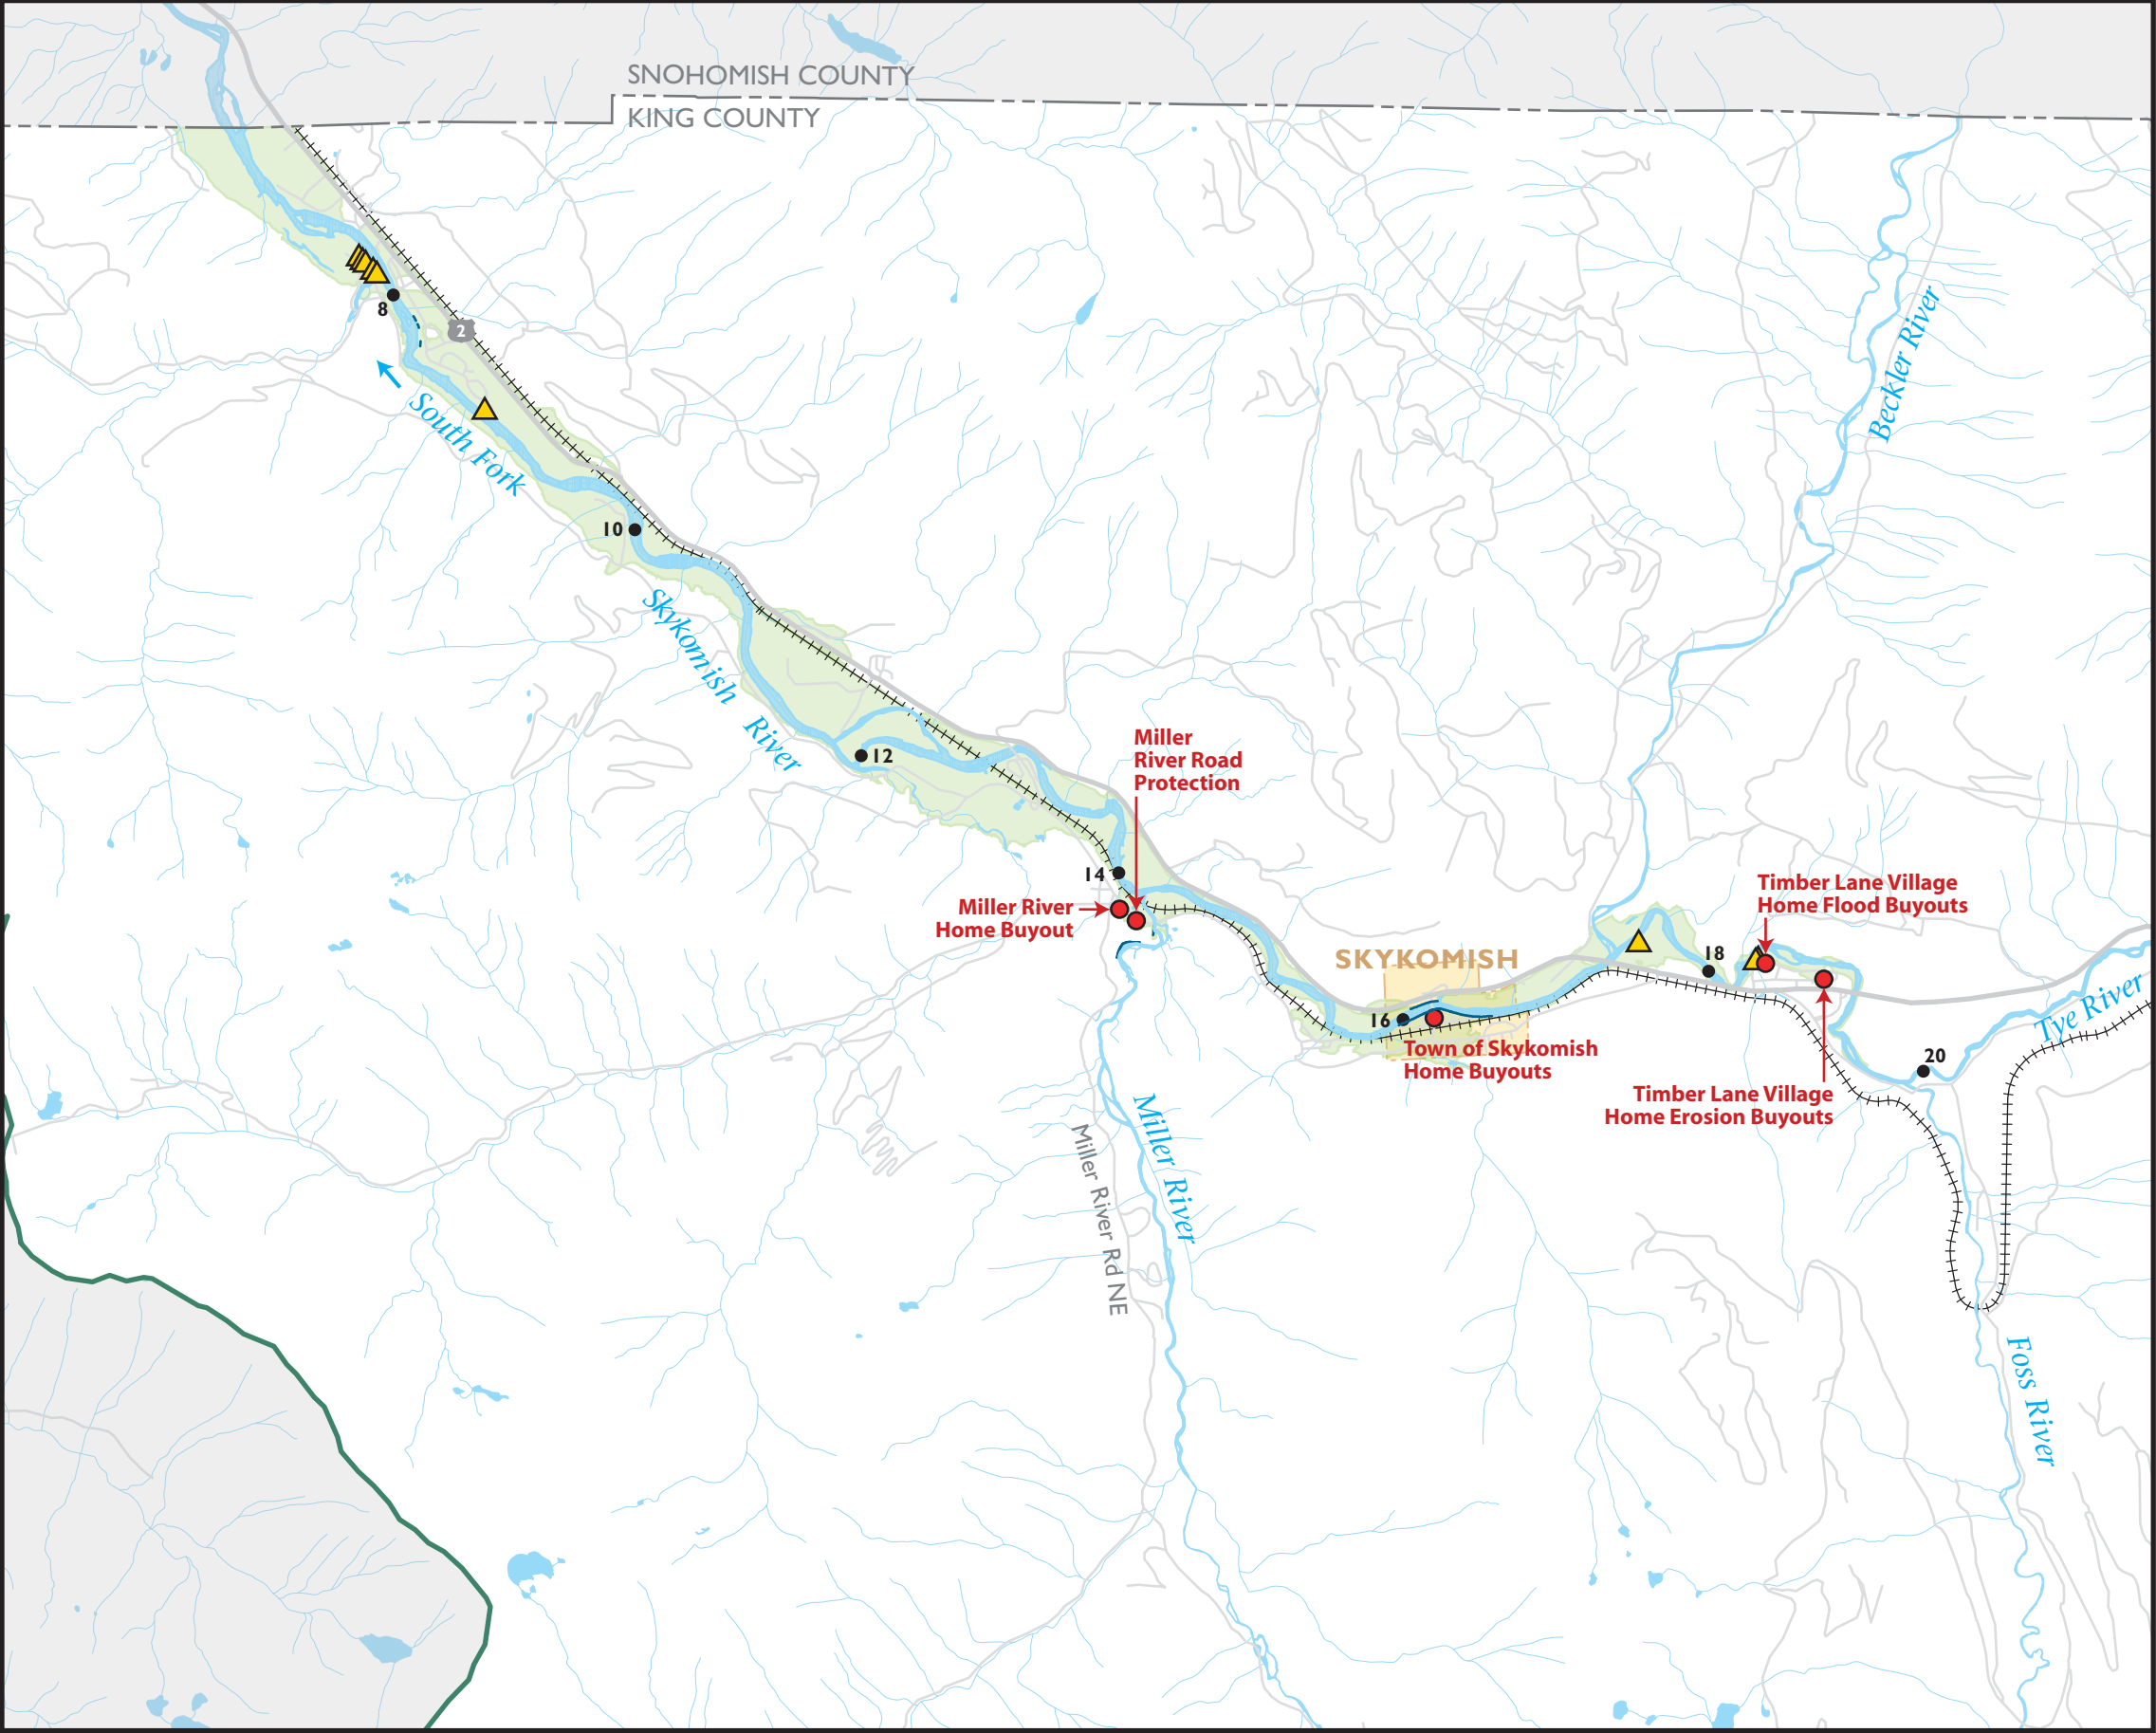 SNOHOMISH COUNTY
KING COUNTY
2
8
South Fork
Beckler River
10
Skykomish River
12
Miller
River Road
Protection
14
Miller River
Home Buyout
SKYKOMISH
Timber Lane Village
Home Flood Buyouts
18
16
Town of Skykomish
Home Buyouts
Tye River
20
Timber Lane Village
Home Erosion Buyouts
Miller River
Miller River Rd NE
Foss River